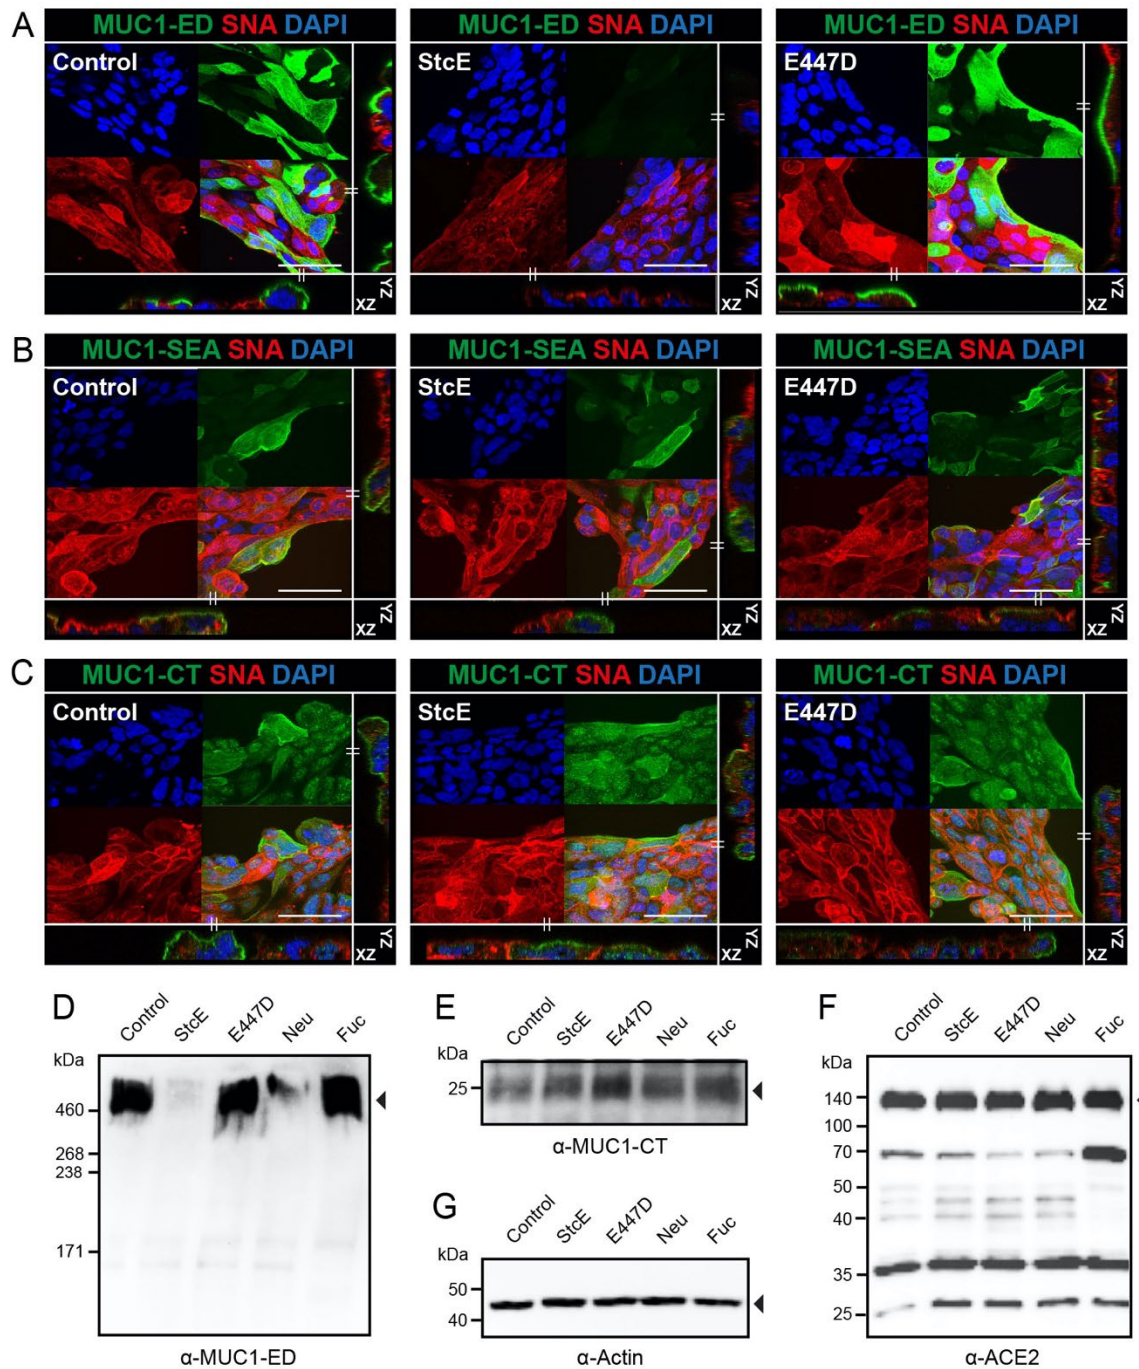 A
MUC1-ED SNA DAPI
Control
YZ
XZ
MUC1-ED SNA DAPI
StcE
YZ
XZ
MUC1-ED SNA DAPI
E447D
YZ
XZ
B
MUC1-SEA SNA DAPI
Control
YZ
XZ
MUC1-SEA SNA DAPI
StcE
YZ
XZ
MUC1-SEA SNA DAPI
E447D
YZ
XZ
C
MUC1-CT SNA DAPI
Control
YZ
XZ
MUC1-CT SNA DAPI
StcE
YZ
XZ
MUC1-CT SNA DAPI
E447D
YZ
XZ
D
Control StcE E447D Neu Fuc
kDa
460
268
238
171
α-MUC1-ED
E
Control StcE E447D Neu Fuc
kDa
25
α-MUC1-CT
G
Control StcE E447D Neu Fuc
kDa
50
40
α-Actin
F
Control StcE E447D Neu Fuc
kDa
140
100
70
50
40
35
25
α-ACE2